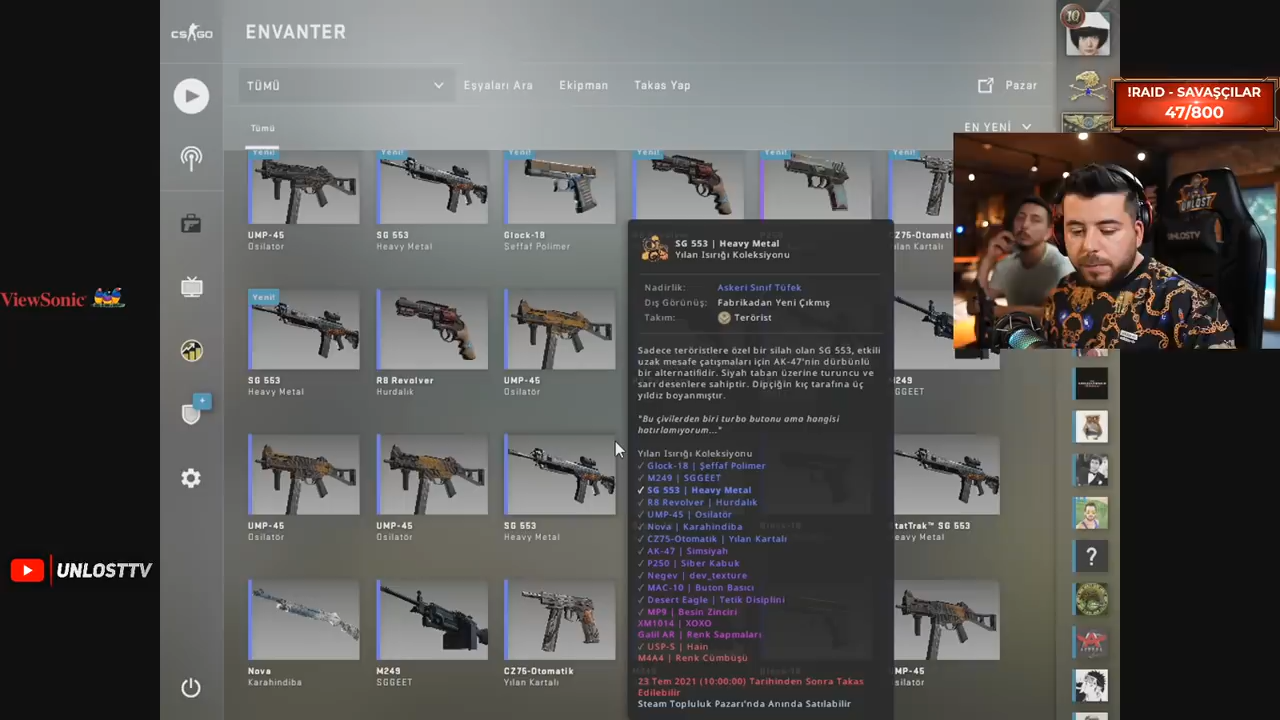 CS GO
ENVANTER
10
TÜMÜ
Eşyaları Ara
Ekipman
Takas Yap
Pazar
!RAID - SAVAŞÇILAR
47/800
Tümü
EN YENİ
Yeni!
Yeni!
Yeni!
Yeni!
Yeni!
Yeni!
UMP-45
Osilatör
SG 553
Heavy Metal
Glock-18
Şeffaf Polimer
CZ75-Otomatik
Yılan Kartalı
UNLOST
UNLOSTV
SG 553 | Heavy Metal
Yılan Isırığı Koleksiyonu
Nadirlik: Askeri Sınıf Tüfek
Dış Görünüş: Fabrikadan Yeni Çıkmış
Takım: Terörist
Sadece teröristlere özel bir silah olan SG 553, etkili
uzak mesafe çatışmaları için AK-47'nin dürbünlü
bir alternatifidir. Siyah taban üzerine turuncu ve
sarı desenlere sahiptir. Dipçiğin kıç tarafına üç
yıldız boyanmıştır.
"Bu çivilerden biri turbo butonu ama hangisi
hatırlamıyorum..."
Yılan Isırığı Koleksiyonu
✓ Glock-18 | Şeffaf Polimer
✓ M249 | SGGEET
✓ SG 553 | Heavy Metal
✓ R8 Revolver | Hurdalık
✓ UMP-45 | Osilatör
✓ Nova | Karahindiba
✓ CZ75-Otomatik | Yılan Kartalı
✓ AK-47 | Simsiyah
✓ P250 | Siber Kabuk
✓ Negev | dev_texture
✓ MAC-10 | Buton Basıcı
✓ Desert Eagle | Tetik Disiplini
✓ MP9 | Besin Zinciri
XM1014 | XOXO
Galil AR | Renk Sapmaları
✓ USP-S | Hain
M4A4 | Renk Cümbüşü
23 Tem 2021 (10:00:00) Tarihinden Sonra Takas
Edilebilir
Steam Topluluk Pazarı'nda Anında Satılabilir
ViewSonic
Yeni!
SG 553
Heavy Metal
R8 Revolver
Hurdalık
UMP-45
Osilatör
M249
SGGEET
UMP-45
Osilatör
UMP-45
Osilatör
SG 553
Heavy Metal
StatTrak™ SG 553
Heavy Metal
?
UNLOSTTV
Nova
Karahindiba
M249
SGGEET
CZ75-Otomatik
Yılan Kartalı
UMP-45
Osilatör